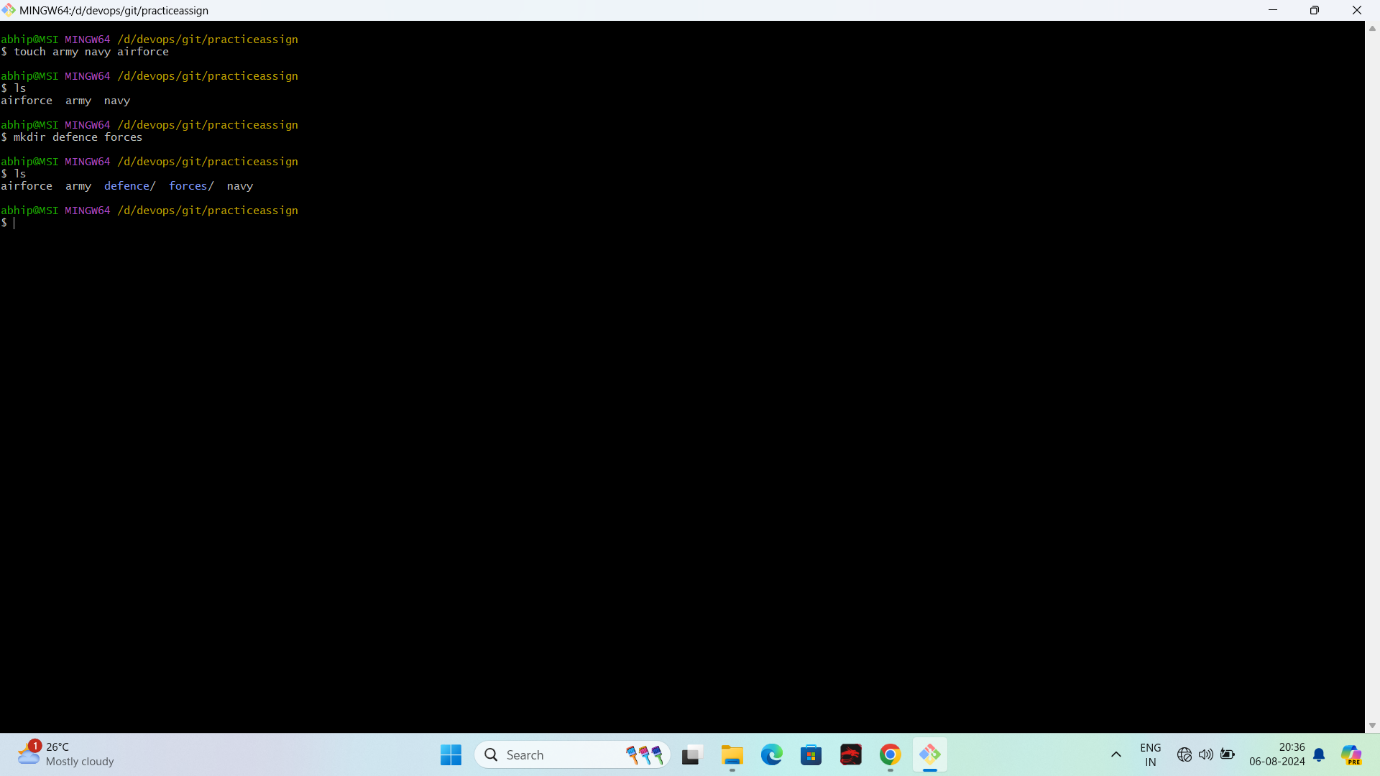 MINGW64:/d/devops/git/practiceassign
abhip@MSI MINGW64 /d/devops/git/practiceassign
$ touch army navy airforce
abhip@MSI MINGW64 /d/devops/git/practiceassign
$ ls
airforce  army  navy
abhip@MSI MINGW64 /d/devops/git/practiceassign
$ mkdir defence forces
abhip@MSI MINGW64 /d/devops/git/practiceassign
$ ls
airforce  army  defence/  forces/  navy
abhip@MSI MINGW64 /d/devops/git/practiceassign
$
1
26°C
Mostly cloudy
Search
ENG
IN
20:36
06-08-2024
PRE